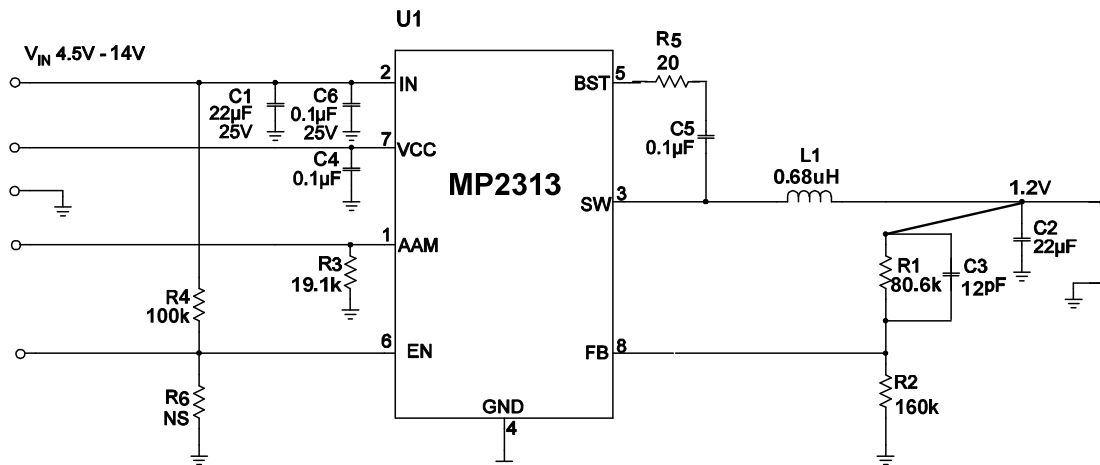 U1
V_IN 4.5V - 14V
2
IN
C1
22µF
25V
C6
0.1µF
25V
7
VCC
C4
0.1µF
MP2313
1
AAM
R3
19.1k
R4
100k
6
EN
R6
NS
GND
4
BST
5
R5
20
C5
0.1µF
SW
3
L1
0.68uH
1.2V
C2
22µF
R1
80.6k
C3
12pF
FB
8
R2
160k